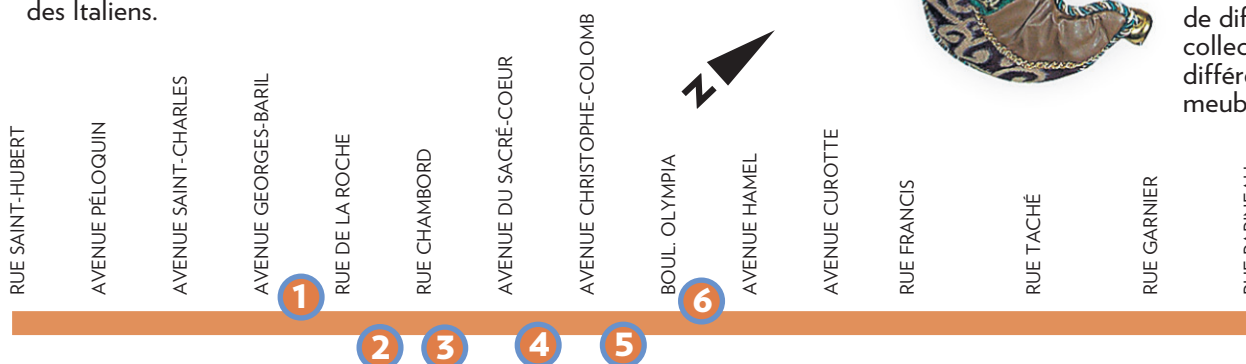 des Italiens.
de dif
collec
différe
meub
N
RUE SAINT-HUBERT
AVENUE PÉLOQUIN
AVENUE SAINT-CHARLES
AVENUE GEORGES-BARIL
RUE DE LA ROCHE
RUE CHAMBORD
AVENUE DU SACRÉ-COEUR
AVENUE CHRISTOPHE-COLOMB
BOUL. OLYMPIA
AVENUE HAMEL
AVENUE CUROTTE
RUE FRANCIS
RUE TACHÉ
RUE GARNIER
1
2
3
4
5
6